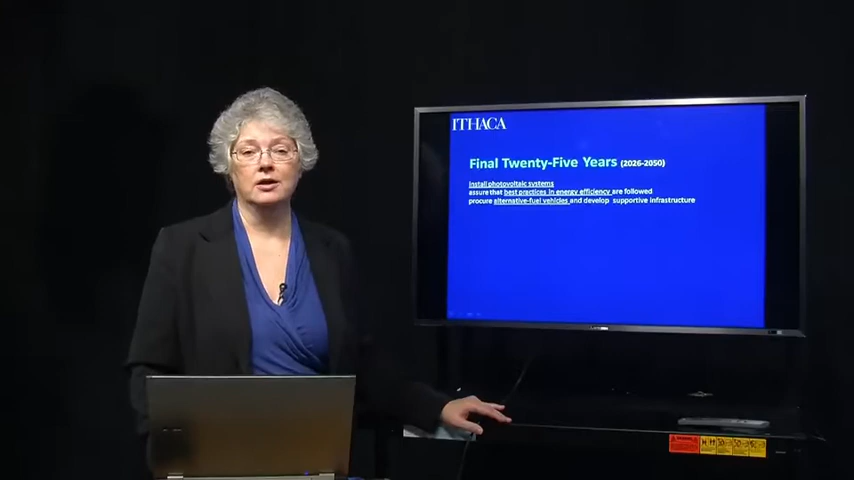 ITHACA
Final Twenty-Five Years (2026-2050)
Install photovoltaic systems
assure that best practices in energy efficiency are followed
procure alternative-fuel vehicles and develop supportive infrastructure